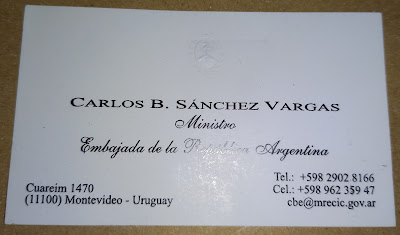 CARLOS B. SÁNCHEZ VARGAS
Ministro
Embajada de la República Argentina
Cuareim 1470
(11100) Montevideo - Uruguay
Tel.: +598 2902 8166
Cel.: +598 962 359 47
cbe@mrecic.gov.ar